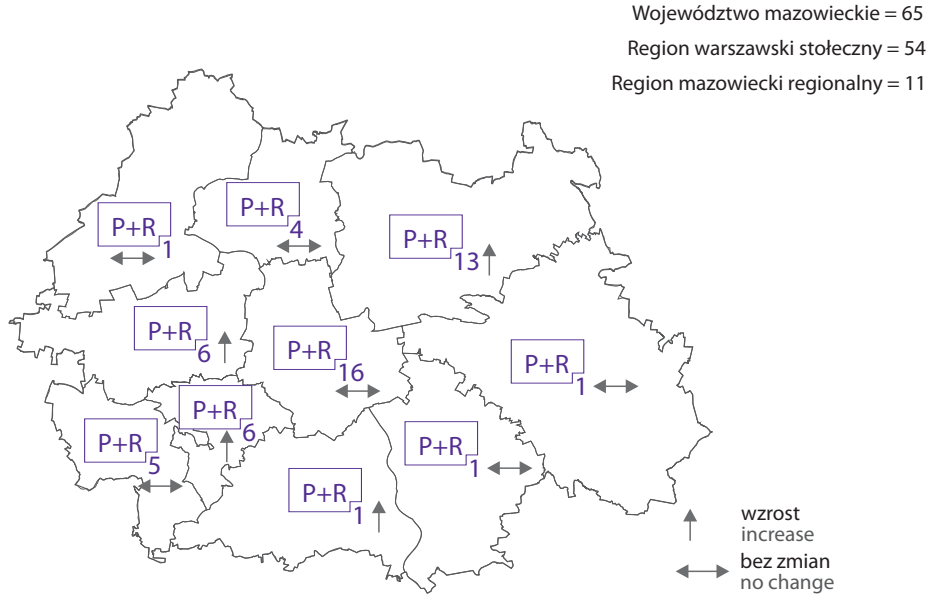 Województwo mazowieckie = 65
Region warszawski stołeczny = 54
Region mazowiecki regionalny = 11
P+R 1
P+R 4
P+R 13
P+R 6
P+R 16
P+R 1
P+R 6
P+R 5
P+R 1
P+R 1
wzrost
increase
bez zmian
no change